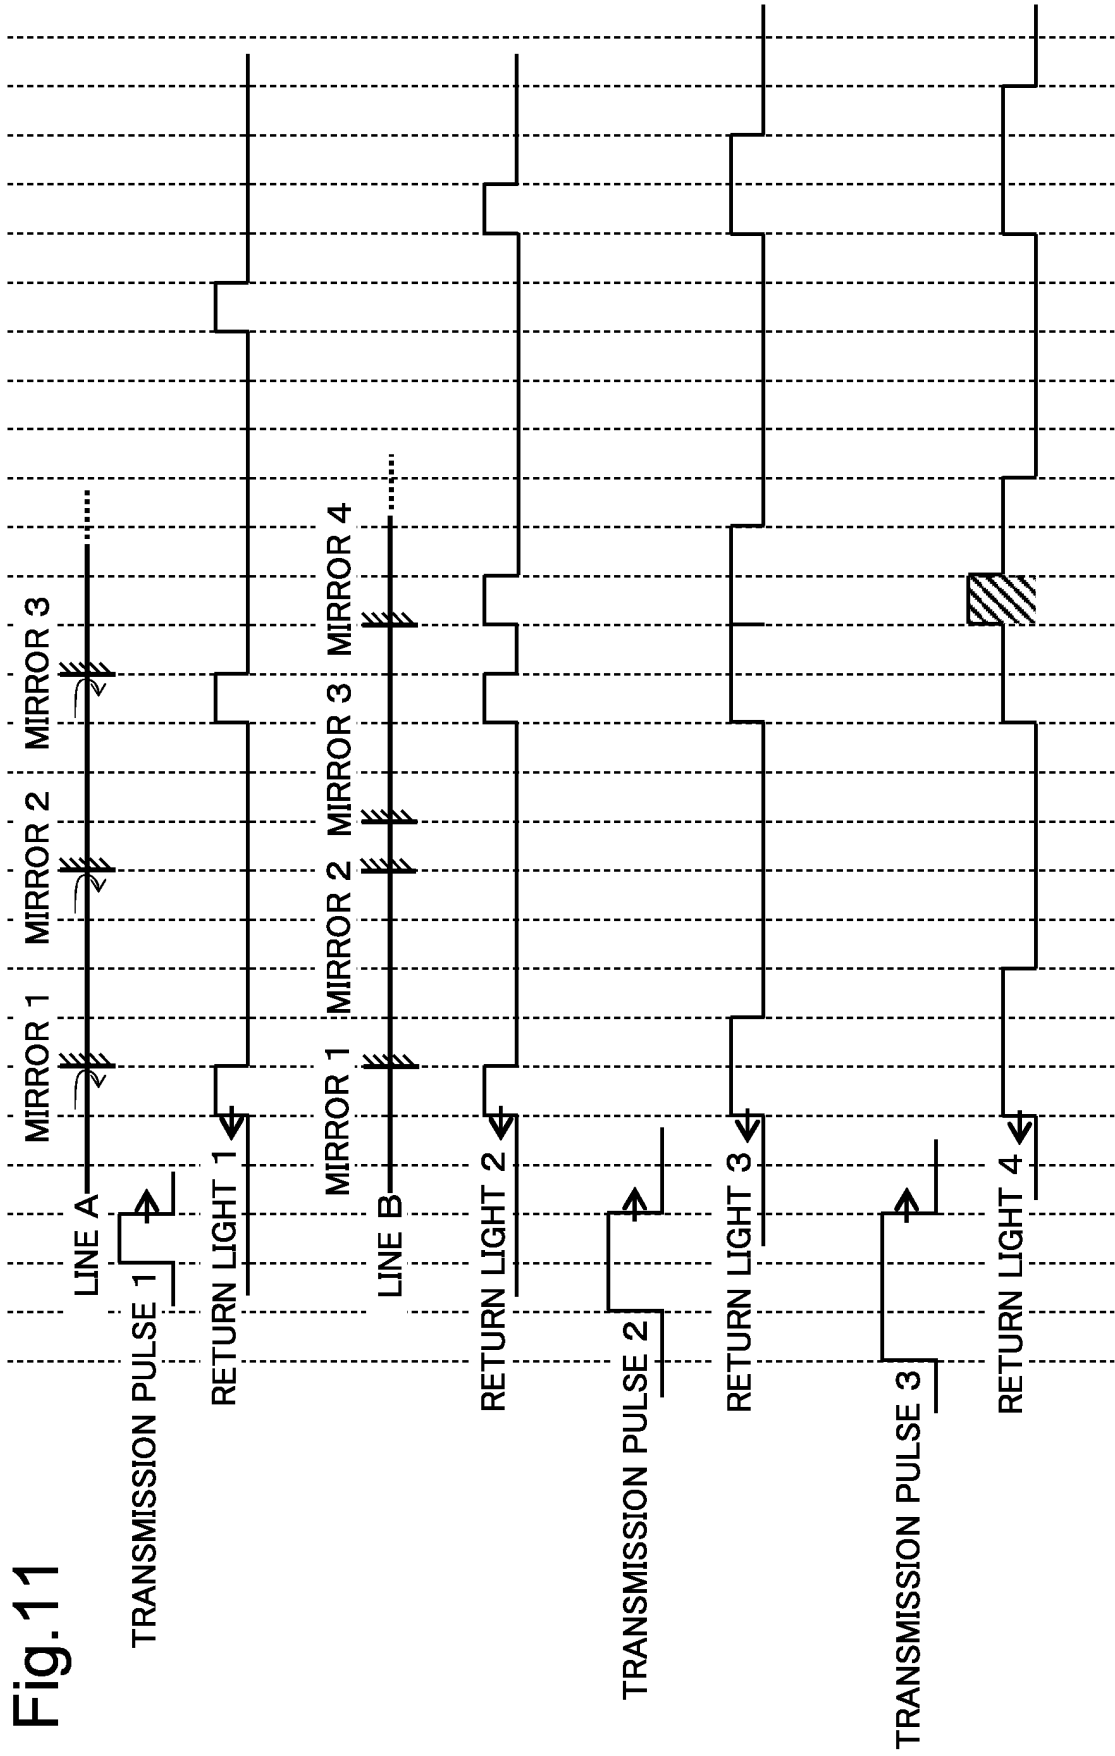 Fig.11
MIRROR 1 MIRROR 2 MIRROR 3
LINE A
TRANSMISSION PULSE 1
RETURN LIGHT 1
MIRROR 1 MIRROR 2 MIRROR 3 MIRROR 4
LINE B
RETURN LIGHT 2
TRANSMISSION PULSE 2
RETURN LIGHT 3
TRANSMISSION PULSE 3
RETURN LIGHT 4